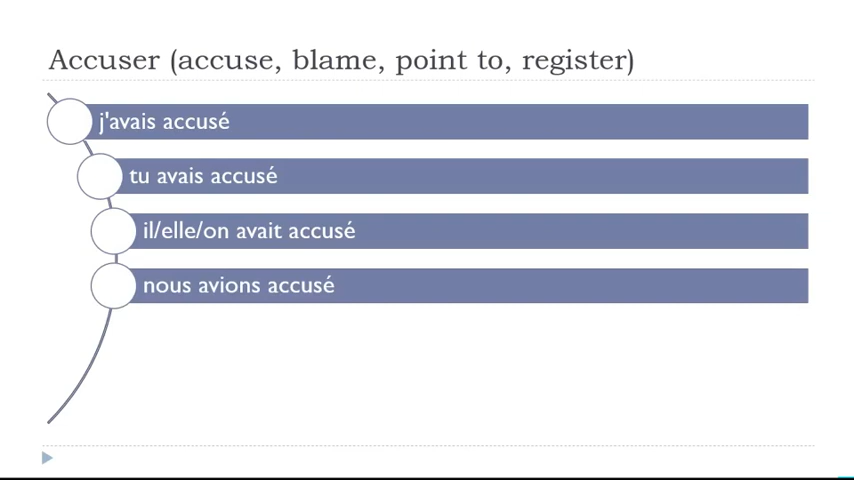 Accuser (accuse, blame, point to, register)
j'avais accusé
tu avais accusé
il/elle/on avait accusé
nous avions accusé